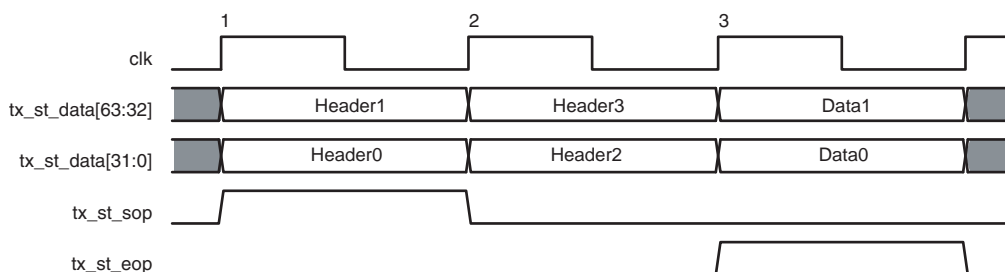 1 2 3
clk
tx_st_data[63:32] Header1 Header3 Data1
tx_st_data[31:0] Header0 Header2 Data0
tx_st_sop
tx_st_eop